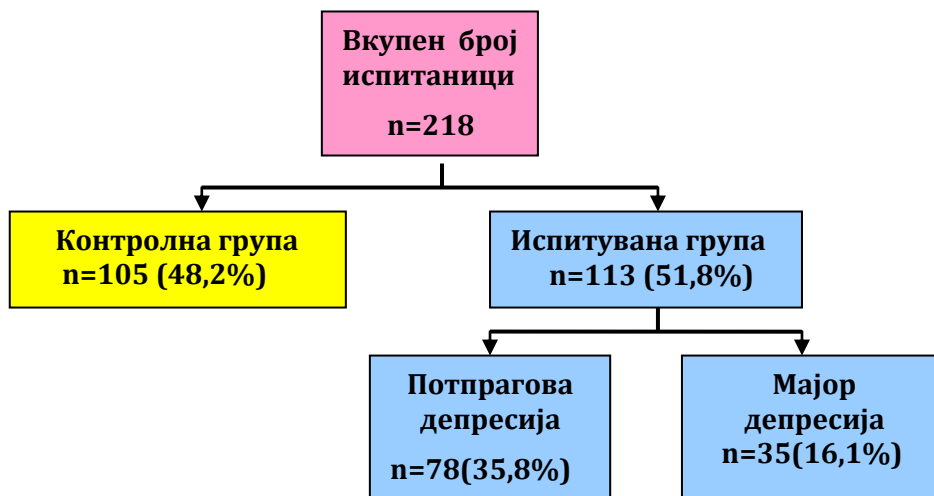 Вкупен број
испитаници
n=218
Контролна група
n=105 (48,2%)
Испитувана група
n=113 (51,8%)
Потпрагова
депресија
n=78(35,8%)
Мајор
депресија
n=35(16,1%)